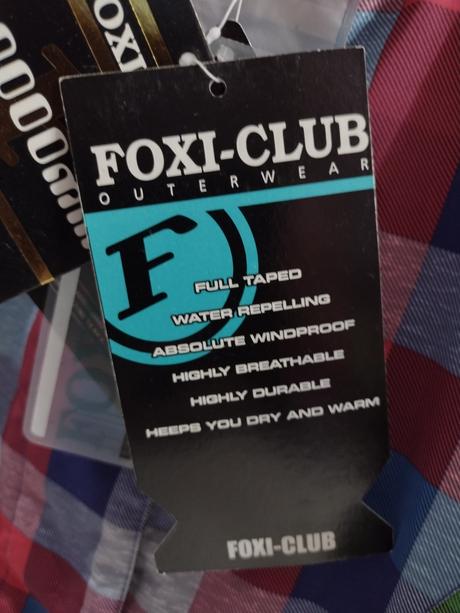 FOXI-CLUB
OUTERWEAR
F
FULL TAPED
WATER REPELLING
ABSOLUTE WINDPROOF
HIGHLY BREATHABLE
HIGHLY DURABLE
HEEPS YOU DRY AND WARM
FOXI-CLUB